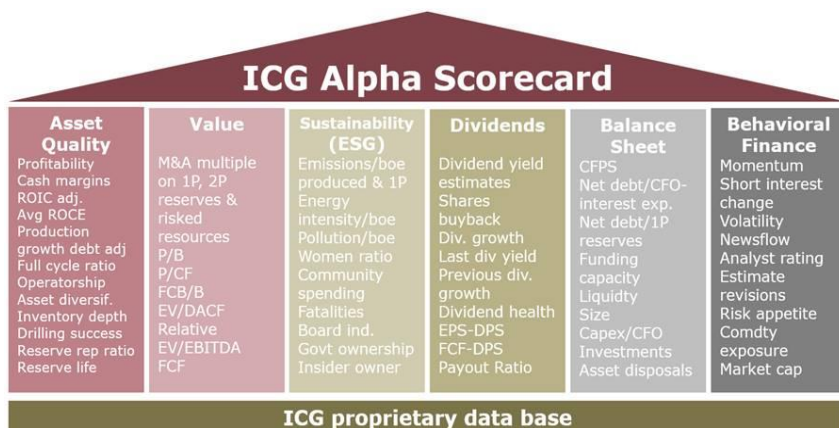 ICG Alpha Scorecard
Asset
Quality
Profitability
Cash margins
ROIC adj.
Avg ROCE
Production
growth debt adj
Full cycle ratio
Operatorship
Asset diversif.
Inventory depth
Drilling success
Reserve rep ratio
Reserve life
Value
M&A multiple
on 1P, 2P
reserves &
risked
resources
P/B
P/CF
FCB/B
EV/DACF
Relative
EV/EBITDA
FCF
Sustainability
(ESG)
Emissions/boe
produced & 1P
Energy
intensity/boe
Pollution/boe
Women ratio
Community
spending
Fatalities
Board ind.
Govt ownership
Insider owner
Dividends
Dividend yield
estimates
Shares
buyback
Div. growth
Last div yield
Previous div.
growth
Dividend health
EPS-DPS
FCF-DPS
Payout Ratio
Balance
Sheet
CFPS
Net debt/CFO-
interest exp.
Net debt/1P
reserves
Funding
capacity
Liquidty
Size
Capex/CFO
Investments
Asset disposals
Behavioral
Finance
Momentum
Short interest
change
Volatility
Newsflow
Analyst rating
Estimate
revisions
Risk appetite
Comdty
exposure
Market cap
ICG proprietary data base